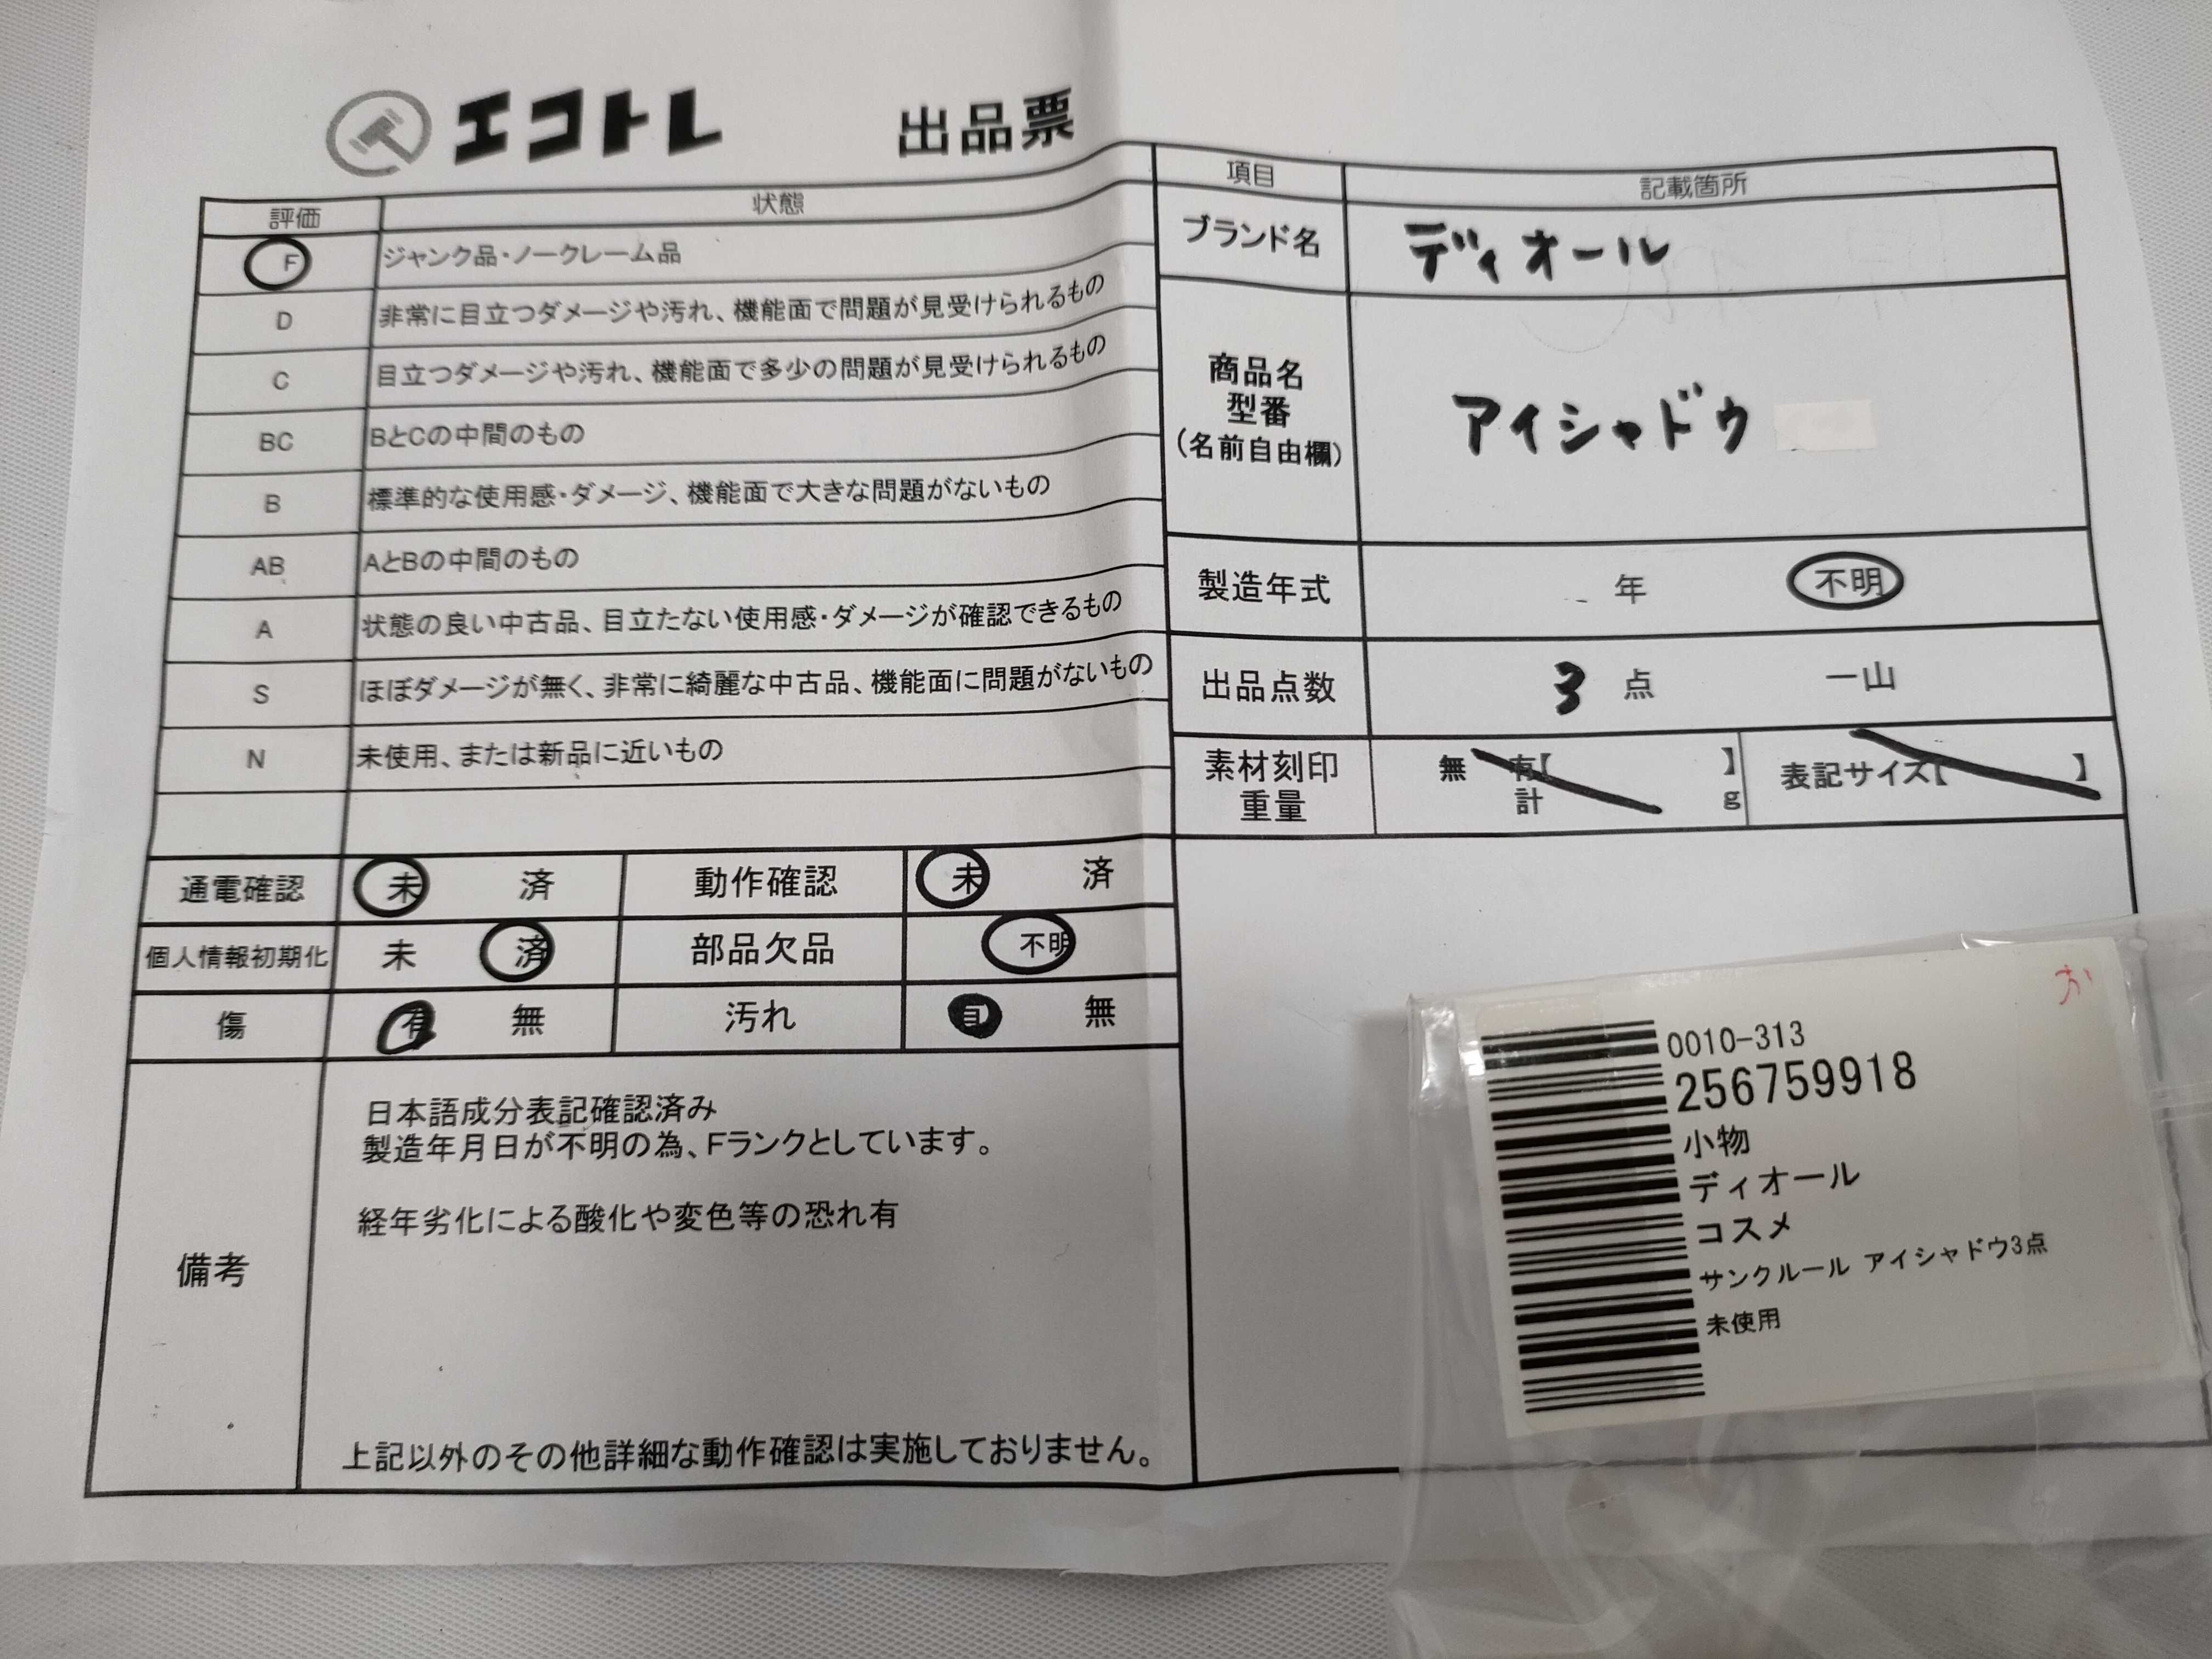 エコトレ 出品票
評価 状態
F ジャンク品・ノークレーム品
D 非常に目立つダメージや汚れ、機能面で問題が見受けられるもの
C 目立つダメージや汚れ、機能面で多少の問題が見受けられるもの
BC BとCの中間のもの
B 標準的な使用感・ダメージ、機能面で大きな問題がないもの
AB AとBの中間のもの
A 状態の良い中古品、目立たない使用感・ダメージが確認できるもの
S ほぼダメージが無く、非常に綺麗な中古品、機能面に問題がないもの
N 未使用、または新品に近いもの
項目 記載箇所
ブランド名 ディオール
商品名
型番
(名前自由欄)
アイシャドウ
製造年式 年 不明
出品点数 3 点 一山
素材刻印
重量
無 有【 】
計 g
表記サイズ【 】
通電確認 未 済 動作確認 未 済
個人情報初期化 未 済 部品欠品 不明
傷 有 無 汚れ 有 無
備考
日本語成分表記確認済み
製造年月日が不明の為、Fランクとしています。
経年劣化による酸化や変色等の恐れ有
上記以外のその他詳細な動作確認は実施しておりません。
か
0010-313
256759918
小物
ディオール
コスメ
サンクルール アイシャドウ3点
未使用